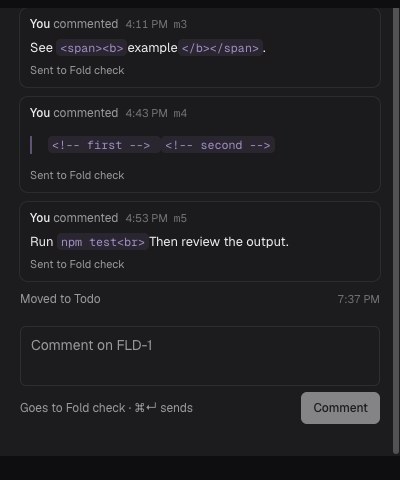 You commented 4:11 PM m3
See <span><b> example </b></span>.
Sent to Fold check
You commented 4:43 PM m4
<!-- first --> <!-- second -->
Sent to Fold check
You commented 4:53 PM m5
Run npm test<br> Then review the output.
Sent to Fold check
Moved to Todo 7:37 PM
Comment on FLD-1
Goes to Fold check · ⌘↵ sends Comment